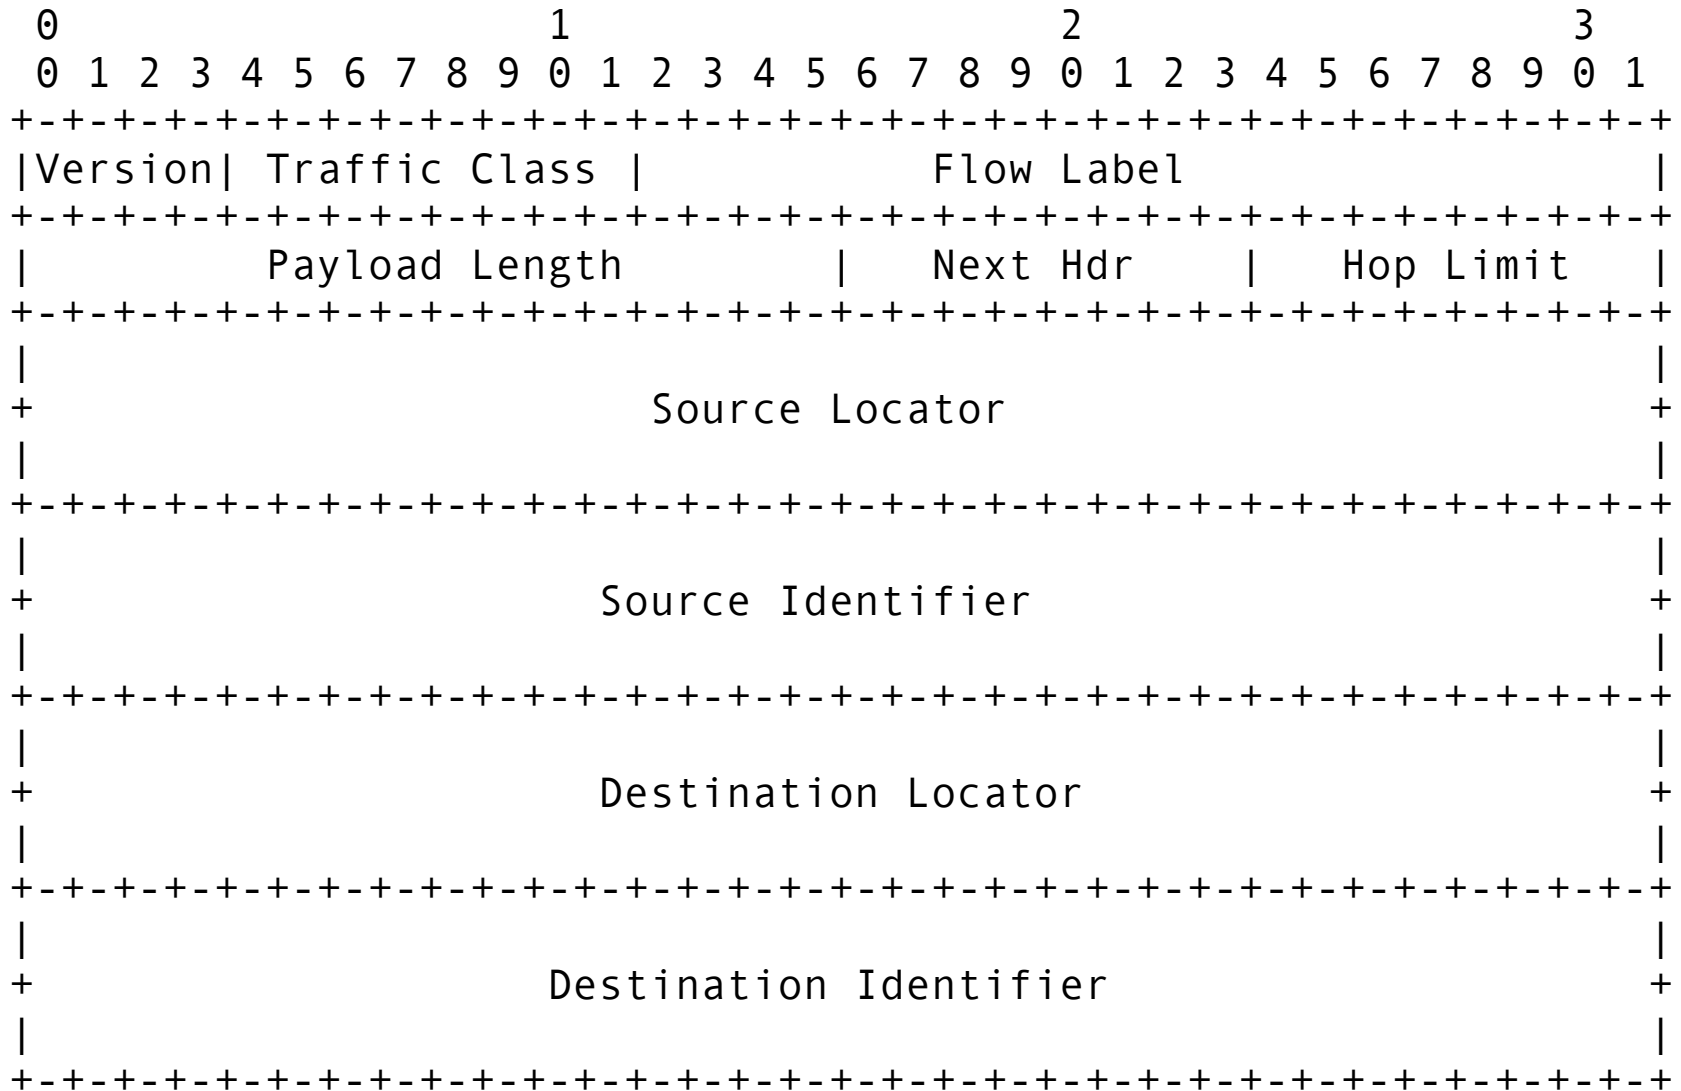 0                   1                   2                   3
 0 1 2 3 4 5 6 7 8 9 0 1 2 3 4 5 6 7 8 9 0 1 2 3 4 5 6 7 8 9 0 1
+-+-+-+-+-+-+-+-+-+-+-+-+-+-+-+-+-+-+-+-+-+-+-+-+-+-+-+-+-+-+-+-+
|Version| Traffic Class |           Flow Label                  |
+-+-+-+-+-+-+-+-+-+-+-+-+-+-+-+-+-+-+-+-+-+-+-+-+-+-+-+-+-+-+-+-+
|         Payload Length        |   Next Hdr    |   Hop Limit   |
+-+-+-+-+-+-+-+-+-+-+-+-+-+-+-+-+-+-+-+-+-+-+-+-+-+-+-+-+-+-+-+-+
|                                                               |
+                        Source Locator                         +
|                                                               |
+-+-+-+-+-+-+-+-+-+-+-+-+-+-+-+-+-+-+-+-+-+-+-+-+-+-+-+-+-+-+-+-+
|                                                               |
+                      Source Identifier                        +
|                                                               |
+-+-+-+-+-+-+-+-+-+-+-+-+-+-+-+-+-+-+-+-+-+-+-+-+-+-+-+-+-+-+-+-+
|                                                               |
+                      Destination Locator                      +
|                                                               |
+-+-+-+-+-+-+-+-+-+-+-+-+-+-+-+-+-+-+-+-+-+-+-+-+-+-+-+-+-+-+-+-+
|                                                               |
+                    Destination Identifier                     +
|                                                               |
+-+-+-+-+-+-+-+-+-+-+-+-+-+-+-+-+-+-+-+-+-+-+-+-+-+-+-+-+-+-+-+-+